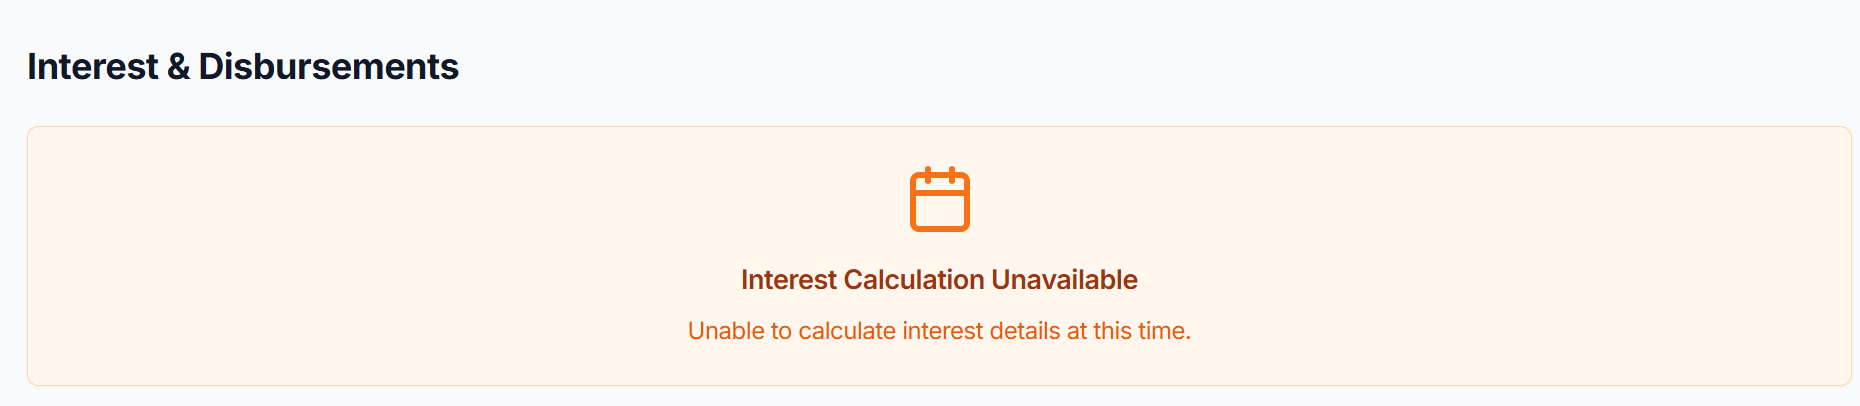 Interest & Disbursements
Interest Calculation Unavailable
Unable to calculate interest details at this time.